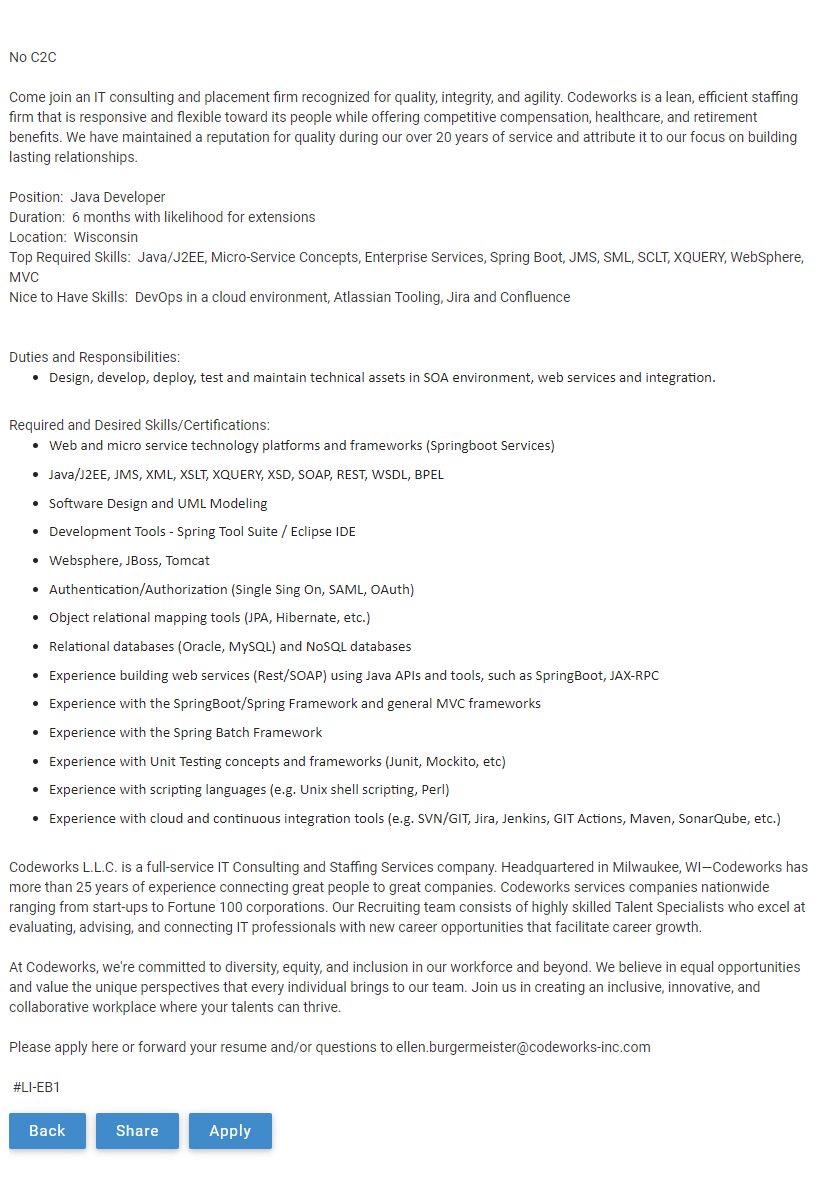 No C2C
Come join an IT consulting and placement firm recognized for quality, integrity, and agility. Codeworks is a lean, efficient staffing
firm that is responsive and flexible toward its people while offering competitive compensation, healthcare, and retirement
benefits. We have maintained a reputation for quality during our over 20 years of service and attribute it to our focus on building
lasting relationships.
Position:  Java Developer
Duration:  6 months with likelihood for extensions
Location:  Wisconsin
Top Required Skills:  Java/J2EE, Micro-Service Concepts, Enterprise Services, Spring Boot, JMS, SML, SCLT, XQUERY, WebSphere,
MVC
Nice to Have Skills:  DevOps in a cloud environment, Atlassian Tooling, Jira and Confluence
Duties and Responsibilities:
• Design, develop, deploy, test and maintain technical assets in SOA environment, web services and integration.
Required and Desired Skills/Certifications:
• Web and micro service technology platforms and frameworks (Springboot Services)
• Java/J2EE, JMS, XML, XSLT, XQUERY, XSD, SOAP, REST, WSDL, BPEL
• Software Design and UML Modeling
• Development Tools - Spring Tool Suite / Eclipse IDE
• Websphere, JBoss, Tomcat
• Authentication/Authorization (Single Sing On, SAML, OAuth)
• Object relational mapping tools (JPA, Hibernate, etc.)
• Relational databases (Oracle, MySQL) and NoSQL databases
• Experience building web services (Rest/SOAP) using Java APIs and tools, such as SpringBoot, JAX-RPC
• Experience with the SpringBoot/Spring Framework and general MVC frameworks
• Experience with the Spring Batch Framework
• Experience with Unit Testing concepts and frameworks (Junit, Mockito, etc)
• Experience with scripting languages (e.g. Unix shell scripting, Perl)
• Experience with cloud and continuous integration tools (e.g. SVN/GIT, Jira, Jenkins, GIT Actions, Maven, SonarQube, etc.)
Codeworks L.L.C. is a full-service IT Consulting and Staffing Services company. Headquartered in Milwaukee, WI—Codeworks has
more than 25 years of experience connecting great people to great companies. Codeworks services companies nationwide
ranging from start-ups to Fortune 100 corporations. Our Recruiting team consists of highly skilled Talent Specialists who excel at
evaluating, advising, and connecting IT professionals with new career opportunities that facilitate career growth.
At Codeworks, we're committed to diversity, equity, and inclusion in our workforce and beyond. We believe in equal opportunities
and value the unique perspectives that every individual brings to our team. Join us in creating an inclusive, innovative, and
collaborative workplace where your talents can thrive.
Please apply here or forward your resume and/or questions to ellen.burgermeister@codeworks-inc.com
#LI-EB1
Back Share Apply